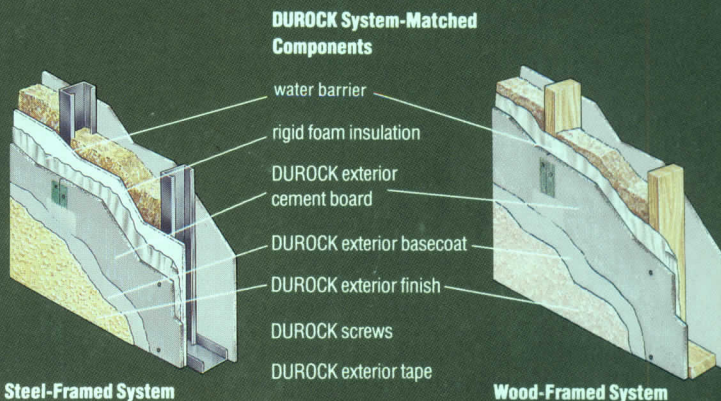 DUROCK System-Matched
Components
water barrier
rigid foam insulation
DUROCK exterior
cement board
DUROCK exterior basecoat
DUROCK exterior finish
DUROCK screws
DUROCK exterior tape
Steel-Framed System
Wood-Framed System